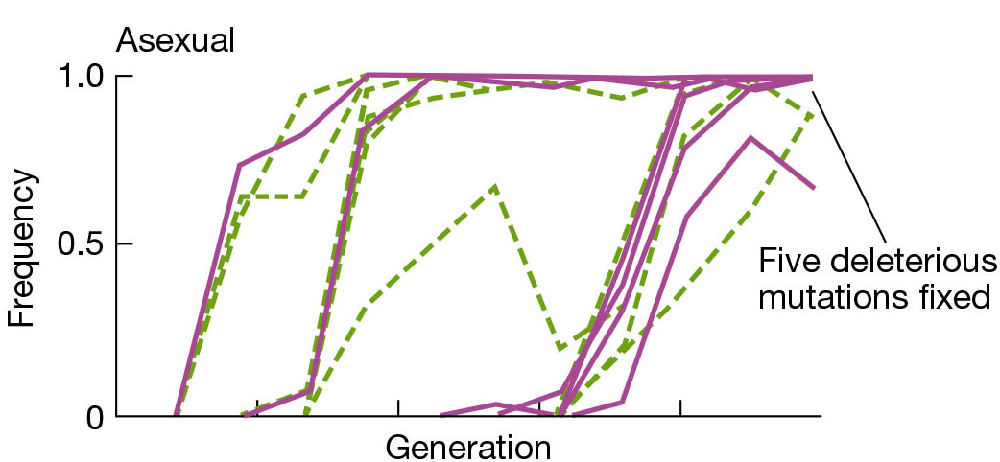 Asexual
1.0
0.5
0
Frequency
Generation
Five deleterious
mutations fixed